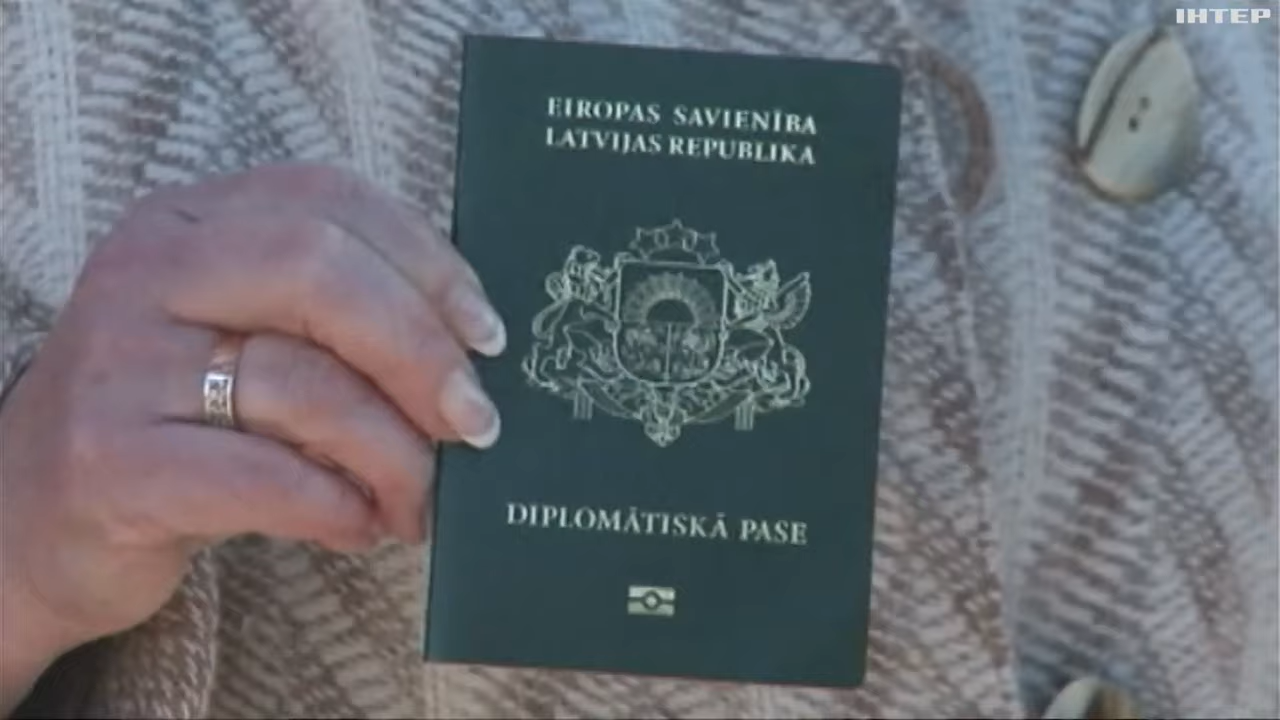 ІНТЕР
EIROPAS SAVIENĪBA
LATVIJAS REPUBLIKA
DIPLOMĀTISKĀ PASE